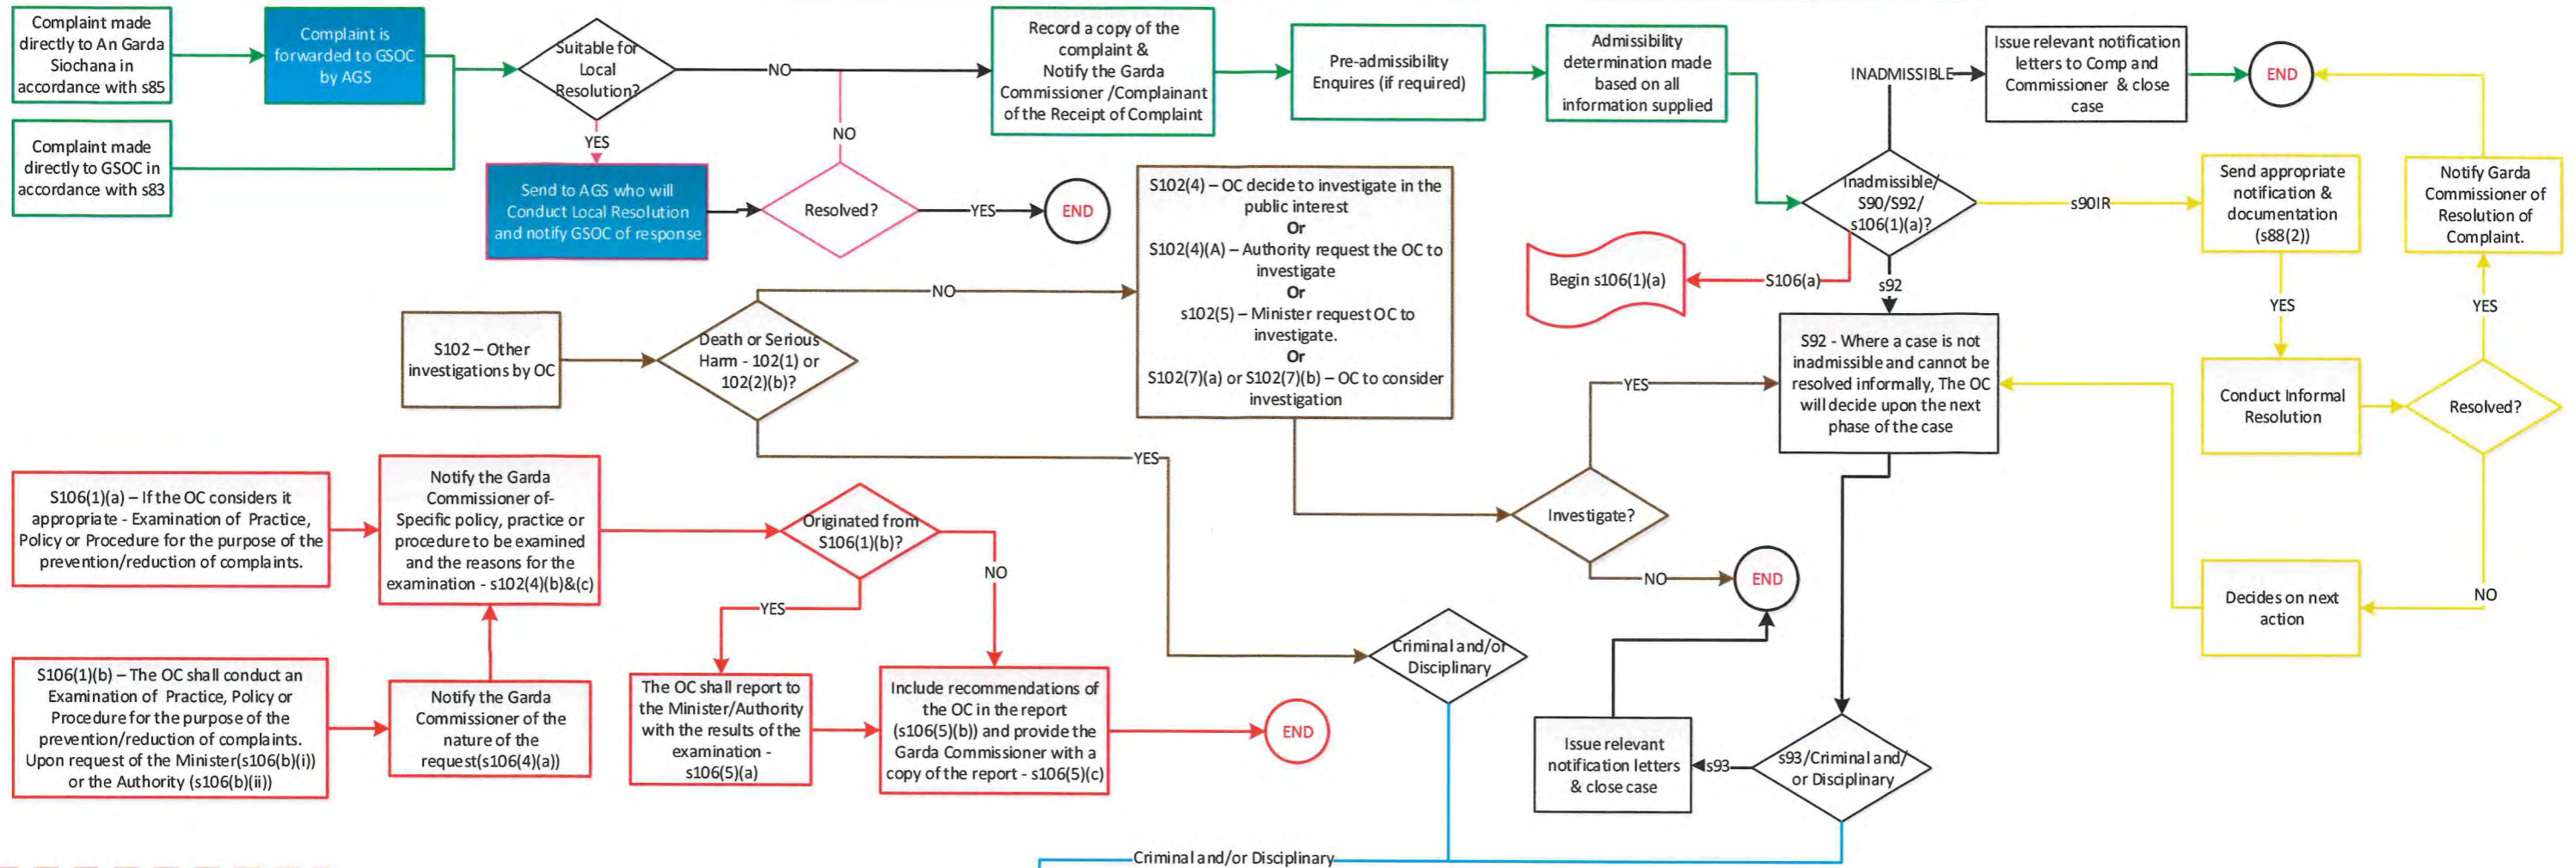 Complaint made
directly to An Garda
Siochana in
accordance with s85
Complaint is
forwarded to GSOC
by AGS
Complaint made
directly to GSOC in
accordance with s83
Suitable for
Local
Resolution?
NO
YES
Send to AGS who will
Conduct Local Resolution
and notify GSOC of response
Resolved?
NO
YES
END
Record a copy of the
complaint &
Notify the Garda
Commissioner /Complainant
of the Receipt of Complaint
Pre-admissibility
Enquires (if required)
Admissibility
determination made
based on all
information supplied
INADMISSIBLE
Issue relevant notification
letters to Comp and
Commissioner & close
case
END
Inadmissible/
S90/S92/
s106(1)(a)?
s90IR
Send appropriate
notification &
documentation
(s88(2))
Notify Garda
Commissioner of
Resolution of
Complaint.
S106(a)
Begin s106(1)(a)
s92
YES
YES
S92 - Where a case is not
inadmissible and cannot be
resolved informally, The OC
will decide upon the next
phase of the case
Conduct Informal
Resolution
Resolved?
NO
Decides on next
action
S102 – Other
investigations by OC
Death or Serious
Harm - 102(1) or
102(2)(b)?
NO
YES
S102(4) – OC decide to investigate in the
public interest
Or
S102(4)(A) – Authority request the OC to
investigate
Or
s102(5) – Minister request OC to
investigate.
Or
S102(7)(a) or S102(7)(b) – OC to consider
investigation
YES
Investigate?
NO
END
S106(1)(a) – If the OC considers it
appropriate - Examination of Practice,
Policy or Procedure for the purpose of the
prevention/reduction of complaints.
Notify the Garda
Commissioner of-
Specific policy, practice or
procedure to be examined
and the reasons for the
examination - s102(4)(b)&(c)
Originated from
S106(1)(b)?
NO
YES
S106(1)(b) – The OC shall conduct an
Examination of Practice, Policy or
Procedure for the purpose of the
prevention/reduction of complaints.
Upon request of the Minister(s106(b)(i))
or the Authority (s106(b)(ii))
Notify the Garda
Commissioner of the
nature of the
request(s106(4)(a))
The OC shall report to
the Minister/Authority
with the results of the
examination -
s106(5)(a)
Include recommendations of
the OC in the report
(s106(5)(b)) and provide the
Garda Commissioner with a
copy of the report - s106(5)(c)
END
Criminal and/or
Disciplinary
Issue relevant
notification letters
& close case
s93
s93/Criminal and/
or Disciplinary
Criminal and/or Disciplinary